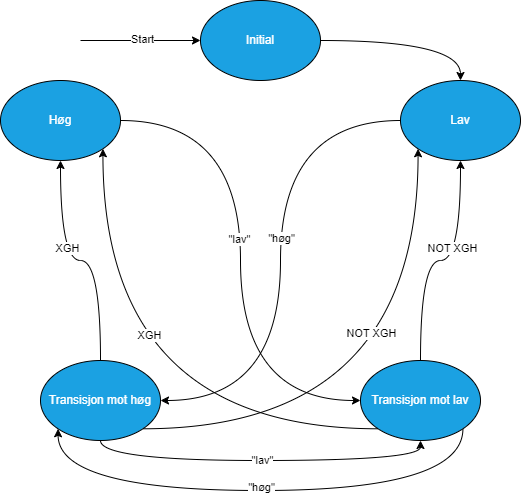 Start
Initial
Høg
Lav
"lav"
"høg"
XGH
NOT XGH
XGH
NOT XGH
Transisjon mot høg
Transisjon mot lav
"lav"
"høg"